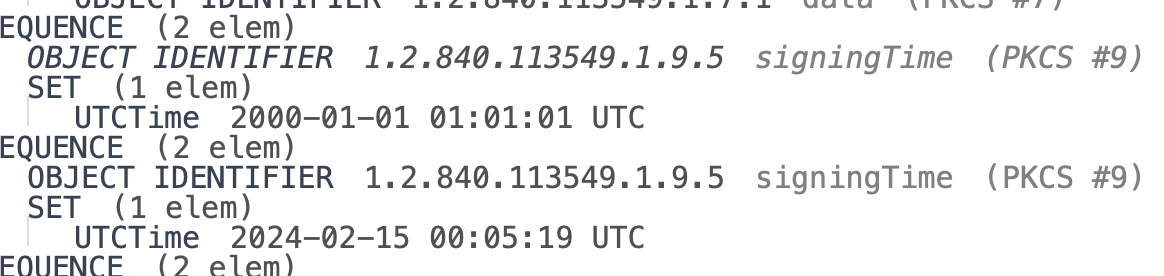 OBJECT IDENTIFIER 1.2.840.113549.1.7.1 data (PKCS #7)
EQUENCE (2 elem)
OBJECT IDENTIFIER 1.2.840.113549.1.9.5 signingTime (PKCS #9)
SET (1 elem)
UTCTime 2000-01-01 01:01:01 UTC
EQUENCE (2 elem)
OBJECT IDENTIFIER 1.2.840.113549.1.9.5 signingTime (PKCS #9)
SET (1 elem)
UTCTime 2024-02-15 00:05:19 UTC
EQUENCE (2 elem)